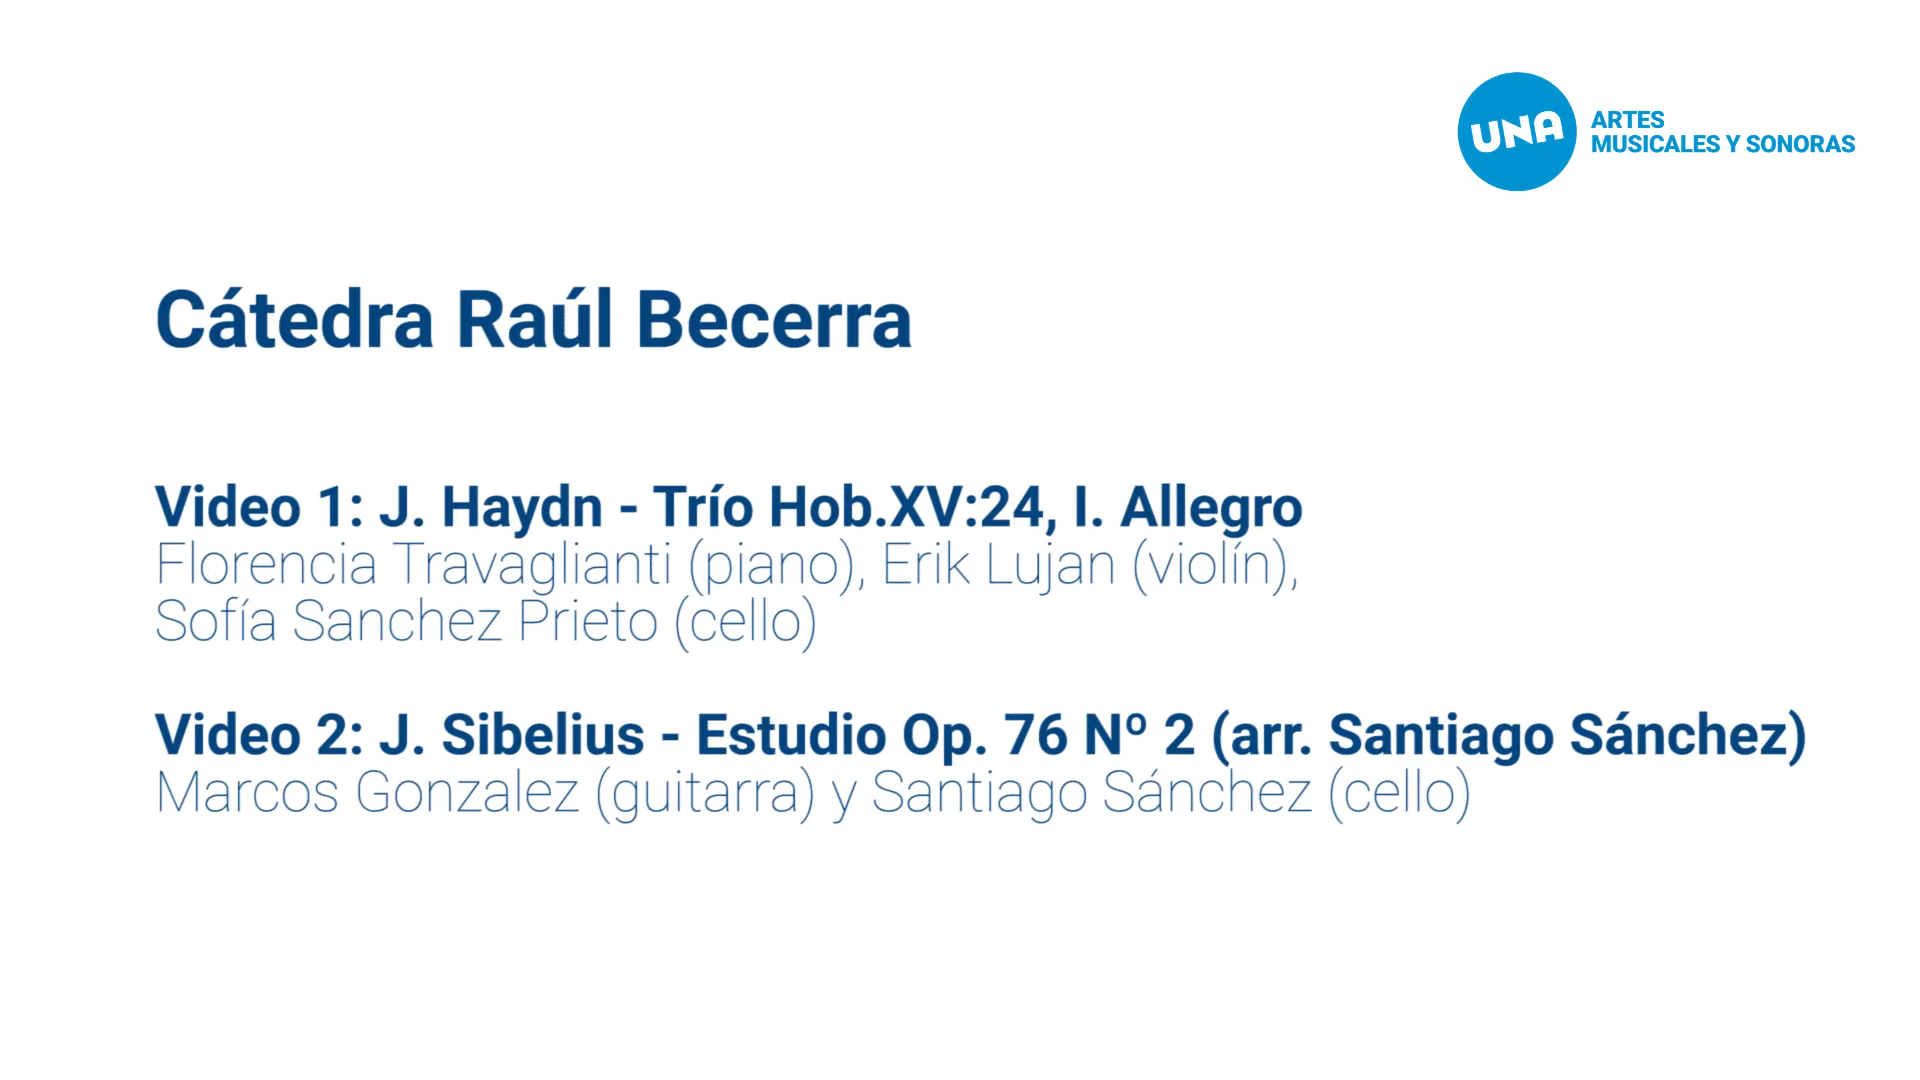 UNA
ARTES
MUSICALES Y SONORAS
Cátedra Raúl Becerra
Video 1: J. Haydn - Trío Hob.XV:24, I. Allegro
Florencia Travaglianti (piano), Erik Lujan (violín),
Sofía Sanchez Prieto (cello)
Video 2: J. Sibelius - Estudio Op. 76 Nº 2 (arr. Santiago Sánchez)
Marcos Gonzalez (guitarra) y Santiago Sánchez (cello)